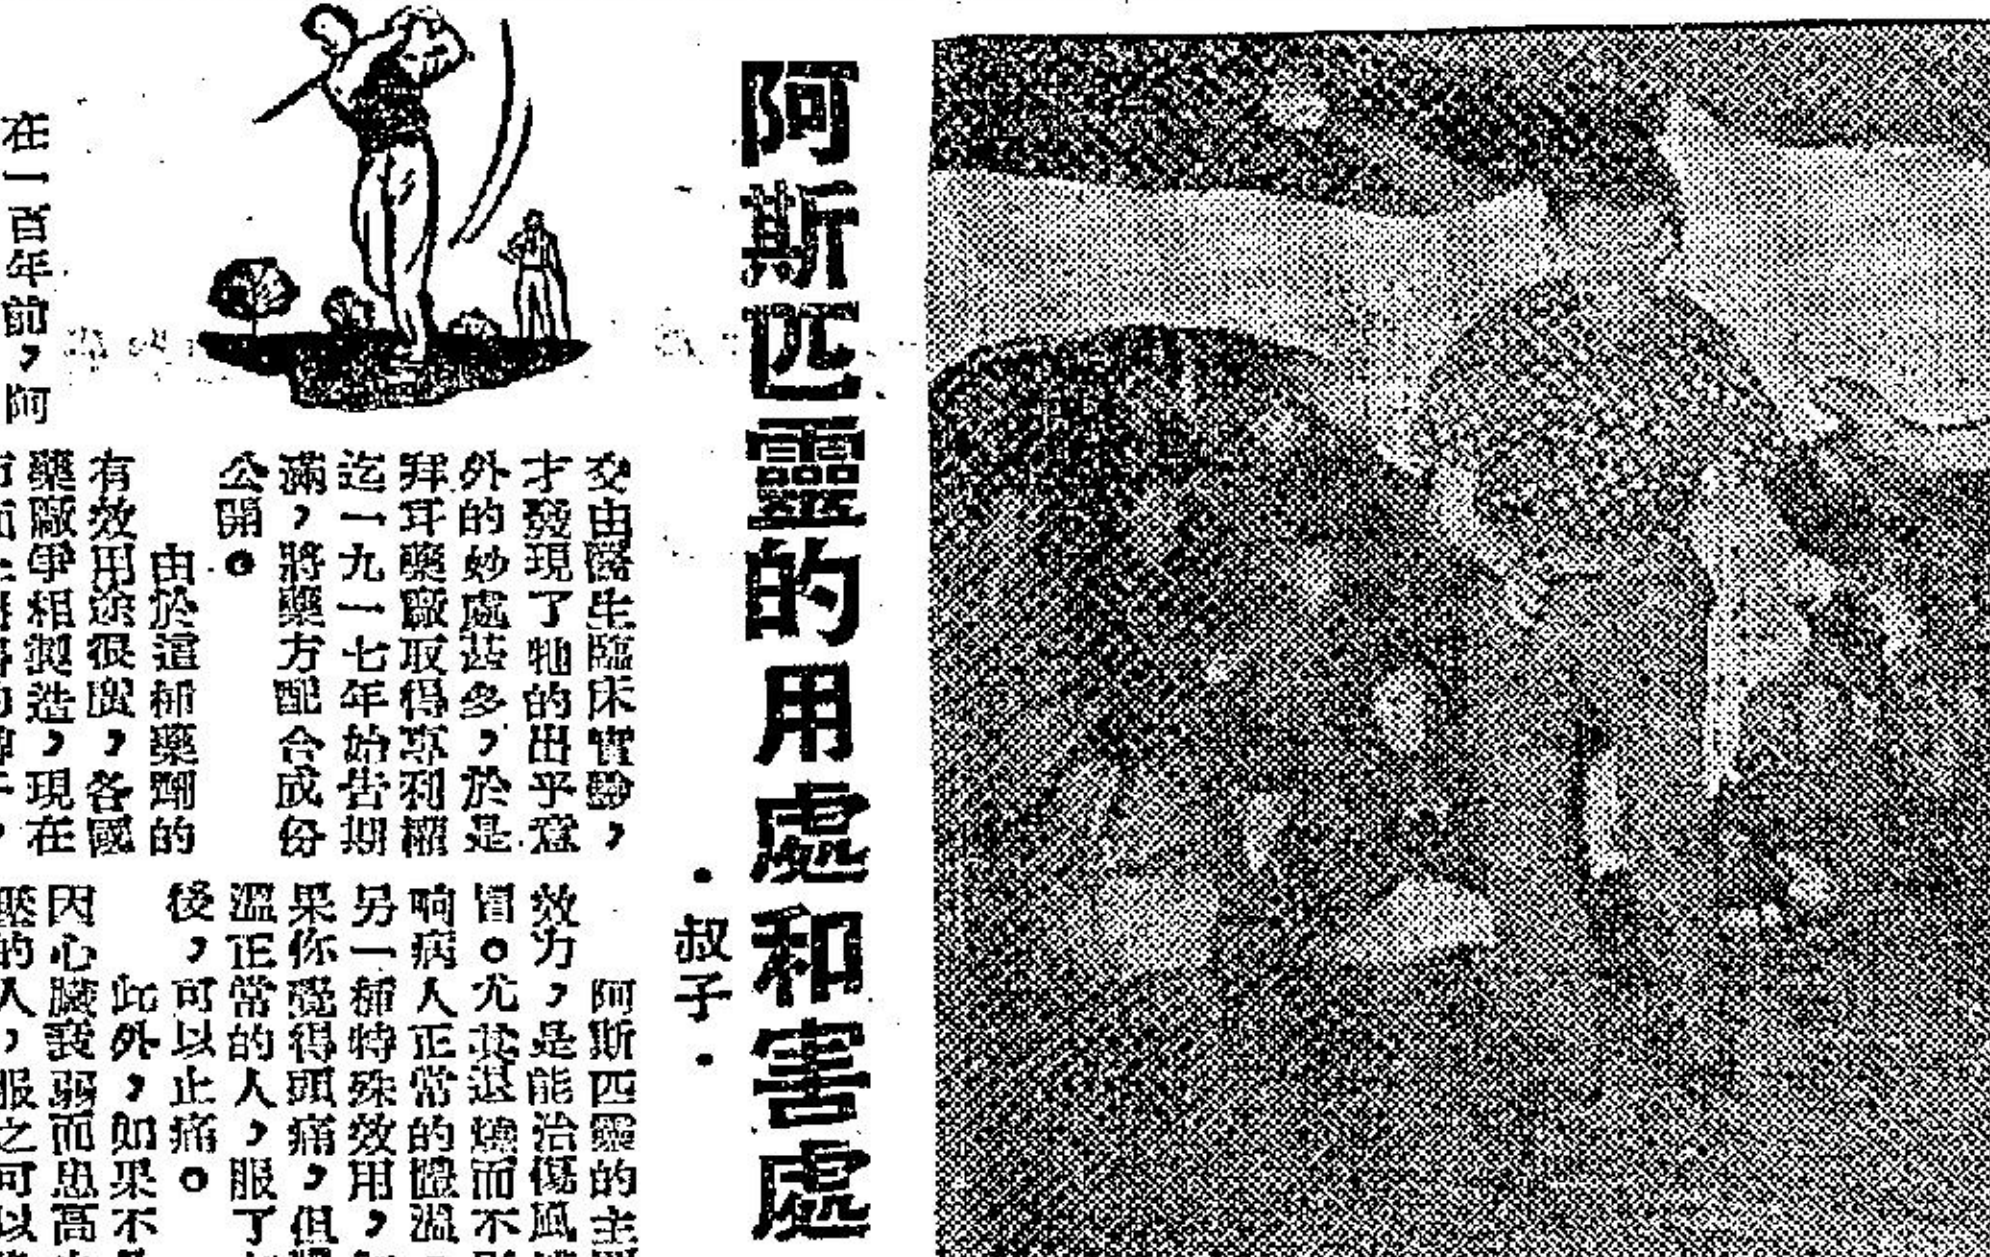 阿斯匹靈的用處和害處
·叔子·
在一百年前，阿
交由醫生臨床實驗，
才發現了牠的出乎意
外的妙處甚多，於是
拜耳藥廠取得專利權
迄一九一七年始告期
滿，將藥方配合成份
公開。
由於這種藥劑的
有效用途很廣，各國
藥廠爭相製造，現在
阿斯匹靈的主
效力，是能治傷風
冒。尤其退燒而不
响病人正常的體溫
另一種特殊效用，
果你覺得頭痛，但
溫正常的人，服了
後，可以止痛。
此外，如果不
因心臟衰弱而患高
壓的人，服之可以